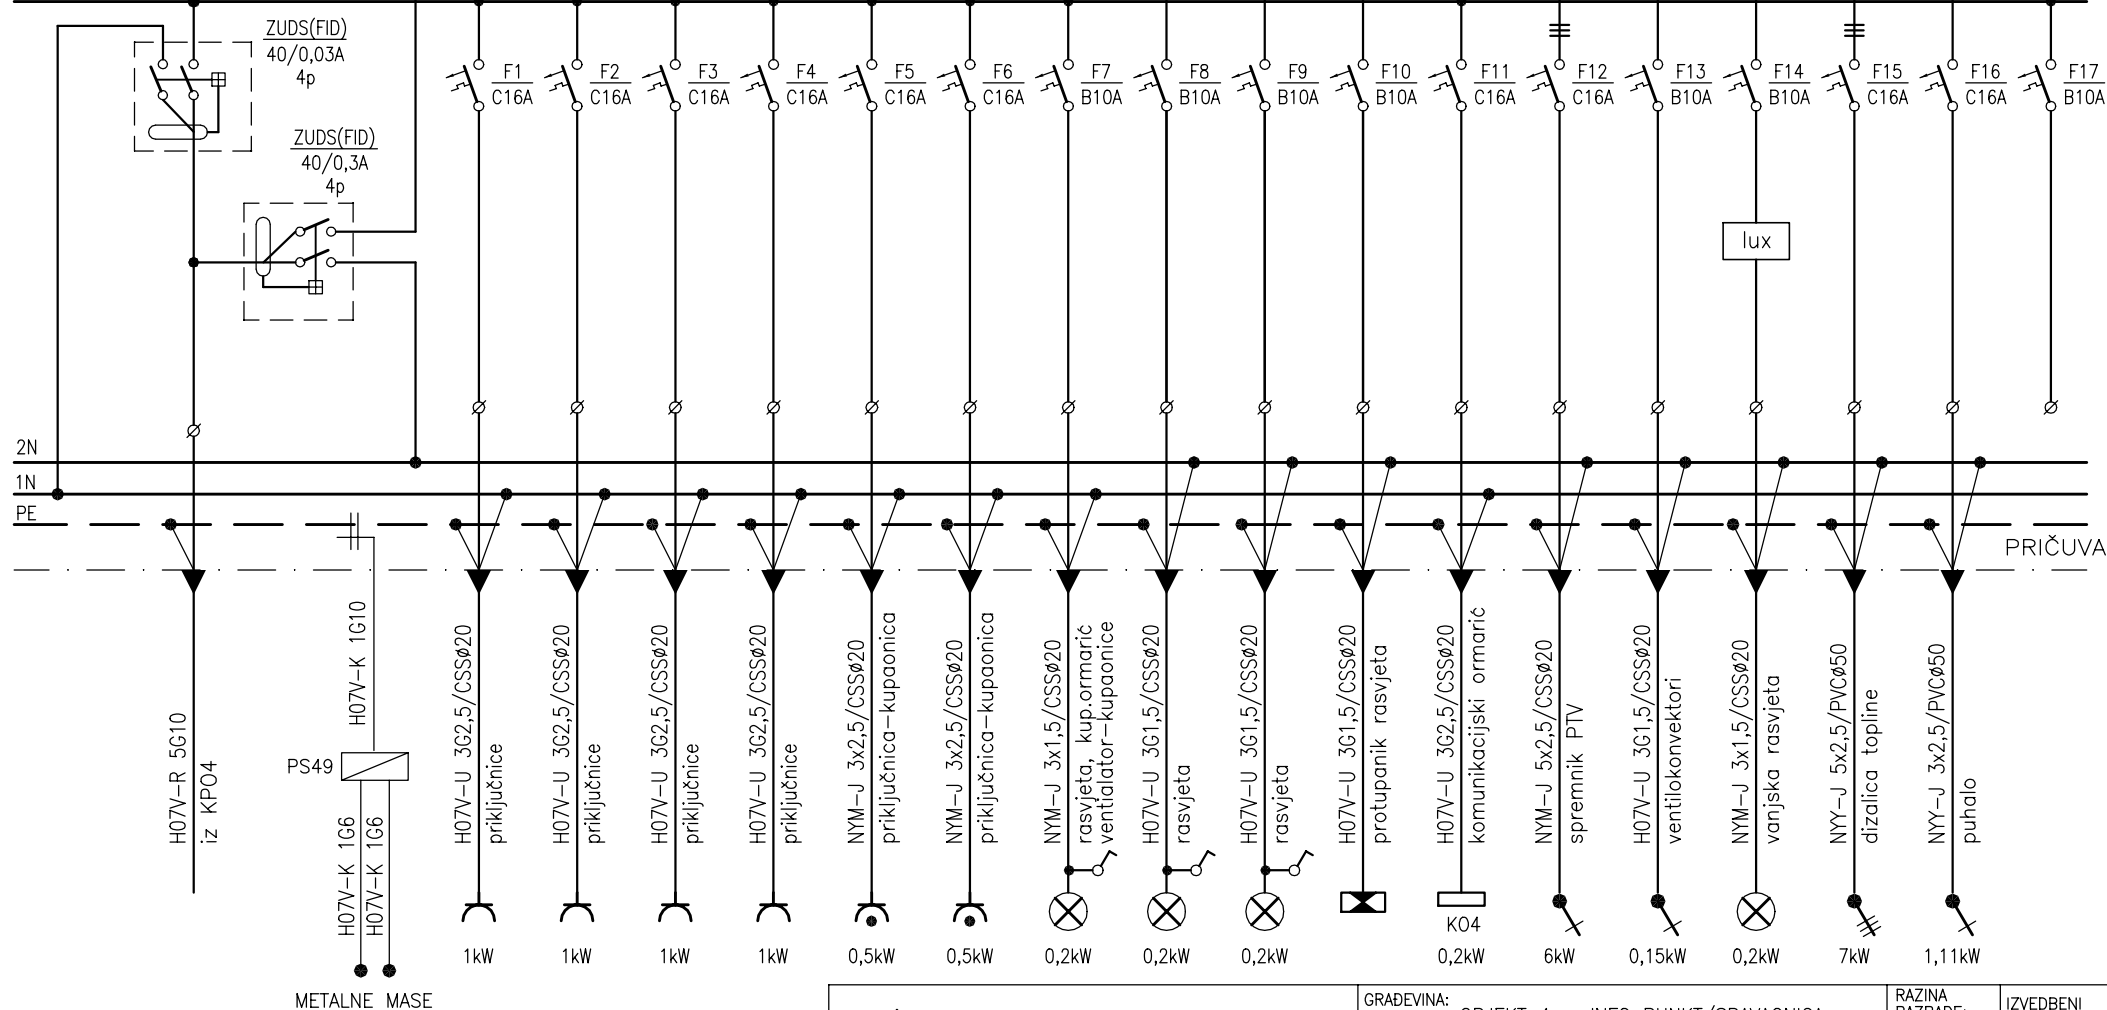 ZUDS(FID)
40/0,03A
4p
ZUDS(FID)
40/0,3A
4p
F1
C16A
F2
C16A
F3
C16A
F4
C16A
F5
C16A
F6
C16A
F7
B10A
F8
B10A
F9
B10A
F10
B10A
F11
C16A
F12
C16A
F13
B10A
F14
B10A
F15
C16A
F16
C16A
F17
B10A
lux
2N
1N
PE
PRIČUVA
H07V-R 5G10
iz KPO4
H07V-K 1G10
PS49
H07V-K 1G6
H07V-K 1G6
METALNE MASE
H07V-U 3G2,5/CSSø20
priključnice
H07V-U 3G2,5/CSSø20
priključnice
H07V-U 3G2,5/CSSø20
priključnice
H07V-U 3G2,5/CSSø20
priključnice
NYM-J 3x2,5/CSSø20
priključnica-kupaonica
NYM-J 3x2,5/CSSø20
priključnica-kupaonica
NYM-J 3x1,5/CSSø20
rasvjeta, kup.ormarić
ventialator-kupaonice
H07V-U 3G1,5/CSSø20
rasvjeta
H07V-U 3G1,5/CSSø20
rasvjeta
H07V-U 3G1,5/CSSø20
protupanik rasvjeta
H07V-U 3G2,5/CSSø20
komunikacijski ormarić
NYM-J 5x2,5/CSSø20
spremnik PTV
H07V-U 3G1,5/CSSø20
ventilokonvektori
NYM-J 3x1,5/CSSø20
vanjska rasvjeta
NYY-J 5x2,5/PVCø50
dizalica topline
NYY-J 3x2,5/PVCø50
puhalo
KO4
1kW
1kW
1kW
1kW
0,5kW
0,5kW
0,2kW
0,2kW
0,2kW
0,2kW
6kW
0,15kW
0,2kW
7kW
1,11kW
GRAĐEVINA:
RAZINA
IZVEDBENI